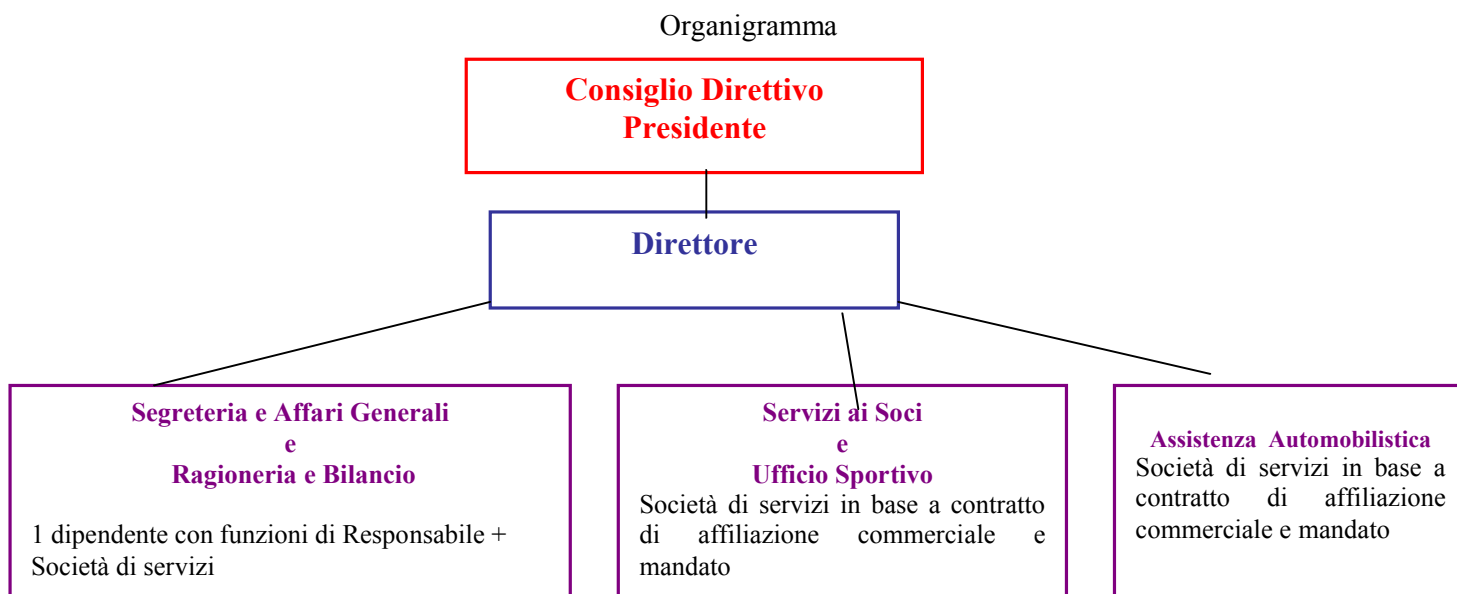 Organigramma
Consiglio Direttivo
Presidente
Direttore
Segreteria e Affari Generali
e
Ragioneria e Bilancio
1 dipendente con funzioni di Responsabile +
Società di servizi
Servizi ai Soci
e
Ufficio Sportivo
Società di servizi in base a contratto
di affiliazione commerciale e
mandato
Assistenza Automobilistica
Società di servizi in base a
contratto di affiliazione
commerciale e mandato